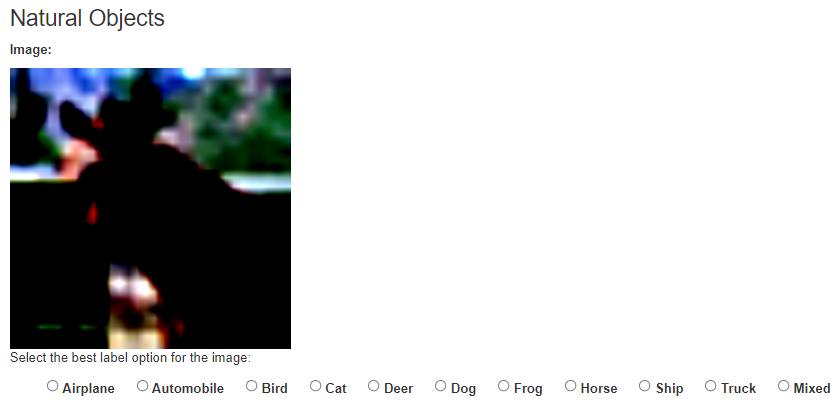 Natural Objects
Image:
Select the best label option for the image:
Airplane Automobile Bird Cat Deer Dog Frog Horse Ship Truck Mixed